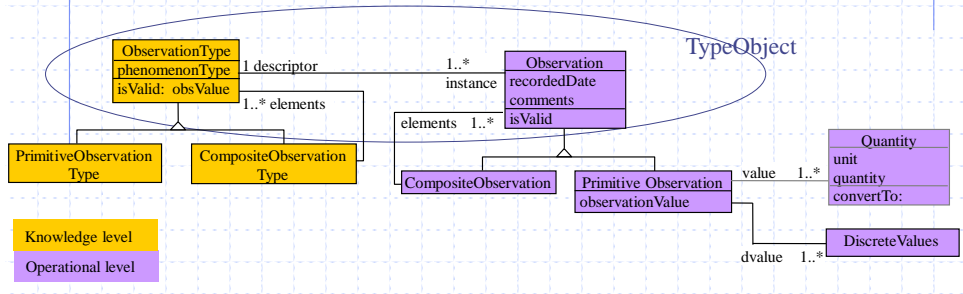 ObservationType
phenomenonType
isValid: obsValue
1 descriptor
1..*
instance
TypeObject
Observation
recordedDate
comments
isValid
1..* elements
elements 1..*
PrimitiveObservation
Type
CompositeObservation
Type
CompositeObservation
Primitive Observation
observationValue
value 1..*
Quantity
unit
quantity
convertTo:
DiscreteValues
dvalue 1..*
Knowledge level
Operational level